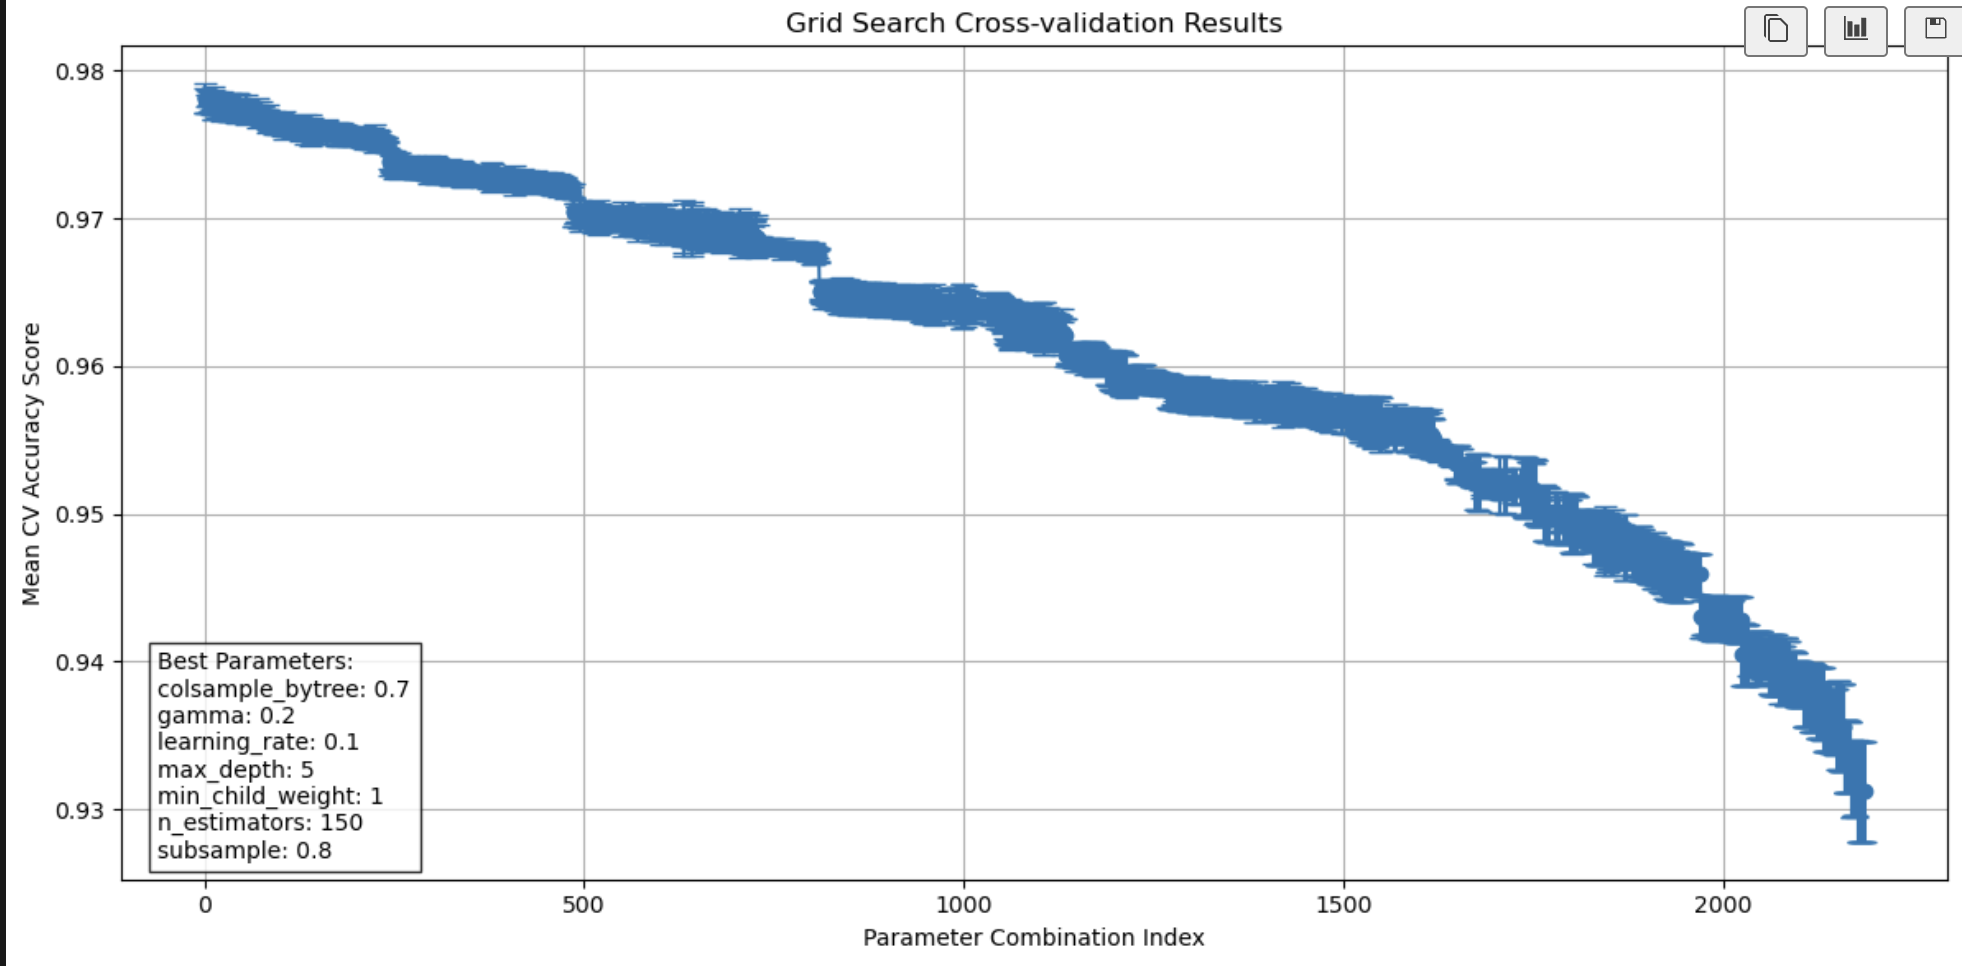 Grid Search Cross-validation Results
0.98
0.97
0.96
0.95
0.94
0.93
Mean CV Accuracy Score
Best Parameters:
colsample_bytree: 0.7
gamma: 0.2
learning_rate: 0.1
max_depth: 5
min_child_weight: 1
n_estimators: 150
subsample: 0.8
0 500 1000 1500 2000
Parameter Combination Index